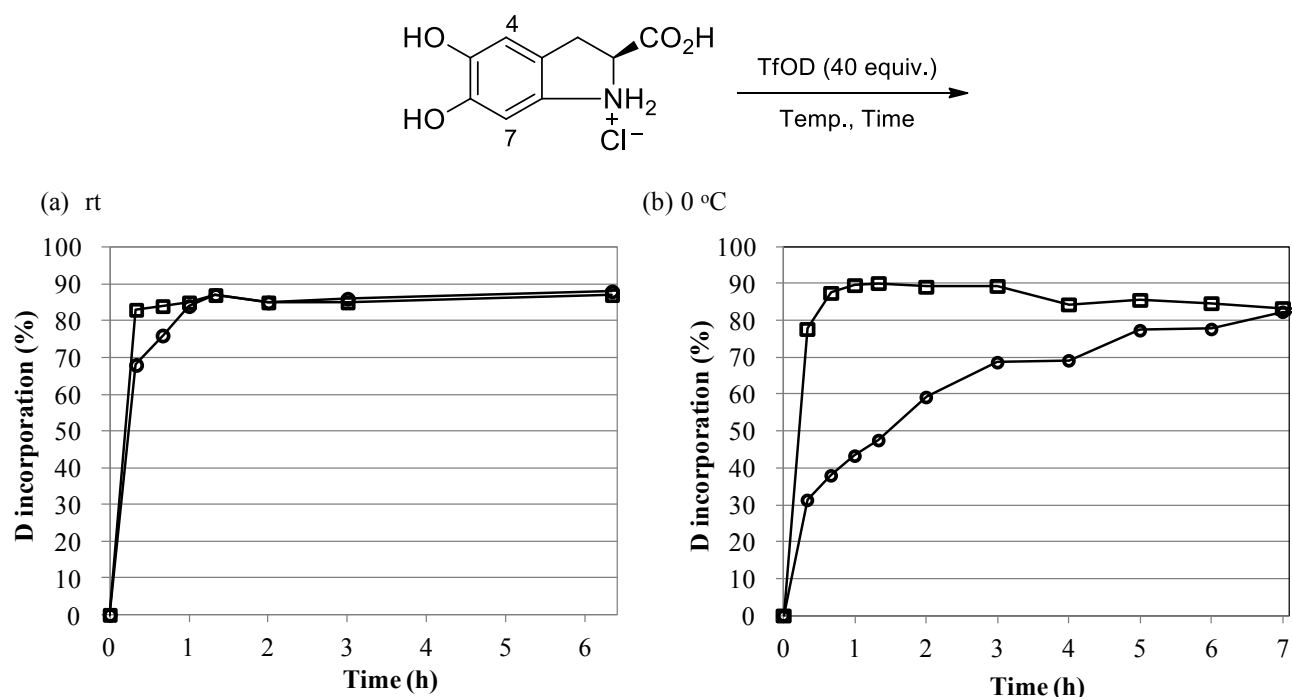 4
HO
CO₂H
TfOD (40 equiv.)
NH₂
+
HO
Temp., Time
7
Cl⁻
(a) rt
(b) 0 ᵒC
100
90
80
70
60
50
40
30
20
10
0
D incorporation (%)
0 1 2 3 4 5 6
Time (h)
100
90
80
70
60
50
40
30
20
10
0
D incorporation (%)
0 1 2 3 4 5 6 7
Time (h)